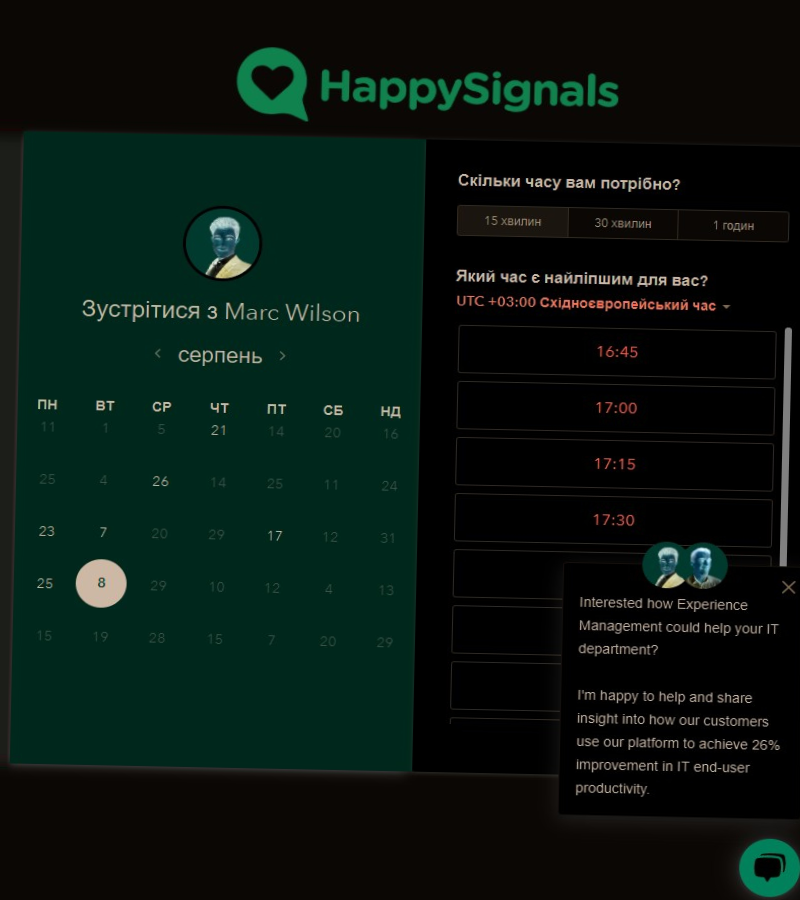 HappySignals
Зустрітися з Marc Wilson
серпень
ПН ВТ СР ЧТ ПТ СБ НД
11 1 5 21 14 20 16
25 4 26 14 25 11 24
23 7 20 29 17 12 31
25 8 29 10 12 4 13
15 19 28 15 7 20 29
Скільки часу вам потрібно?
15 хвилин 30 хвилин 1 годин
Який час є найліпшим для вас?
UTC +03:00 Східноєвропейський час
16:45
17:00
17:15
17:30
Interested how Experience
Management could help your IT
department?
I'm happy to help and share
insight into how our customers
use our platform to achieve 26%
improvement in IT end-user
productivity.